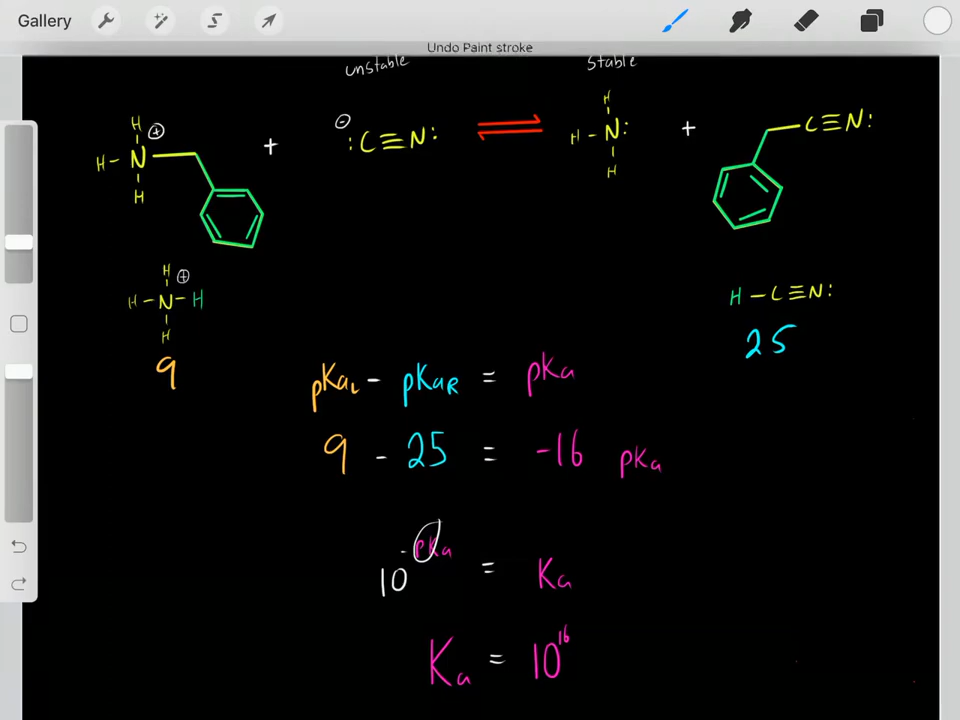 Gallery
Undo Paint stroke
unstable
stable
H ⊕
H - N
H
+
⊖
:C≡N:
⇌
H
H - N:
H
+
C≡N:
H ⊕
H - N - H
H
9
H - C≡N:
25
pKaL - pKaR = pKa
9 - 25 = -16 pKa
10^-pKa = Ka
Ka = 10^16